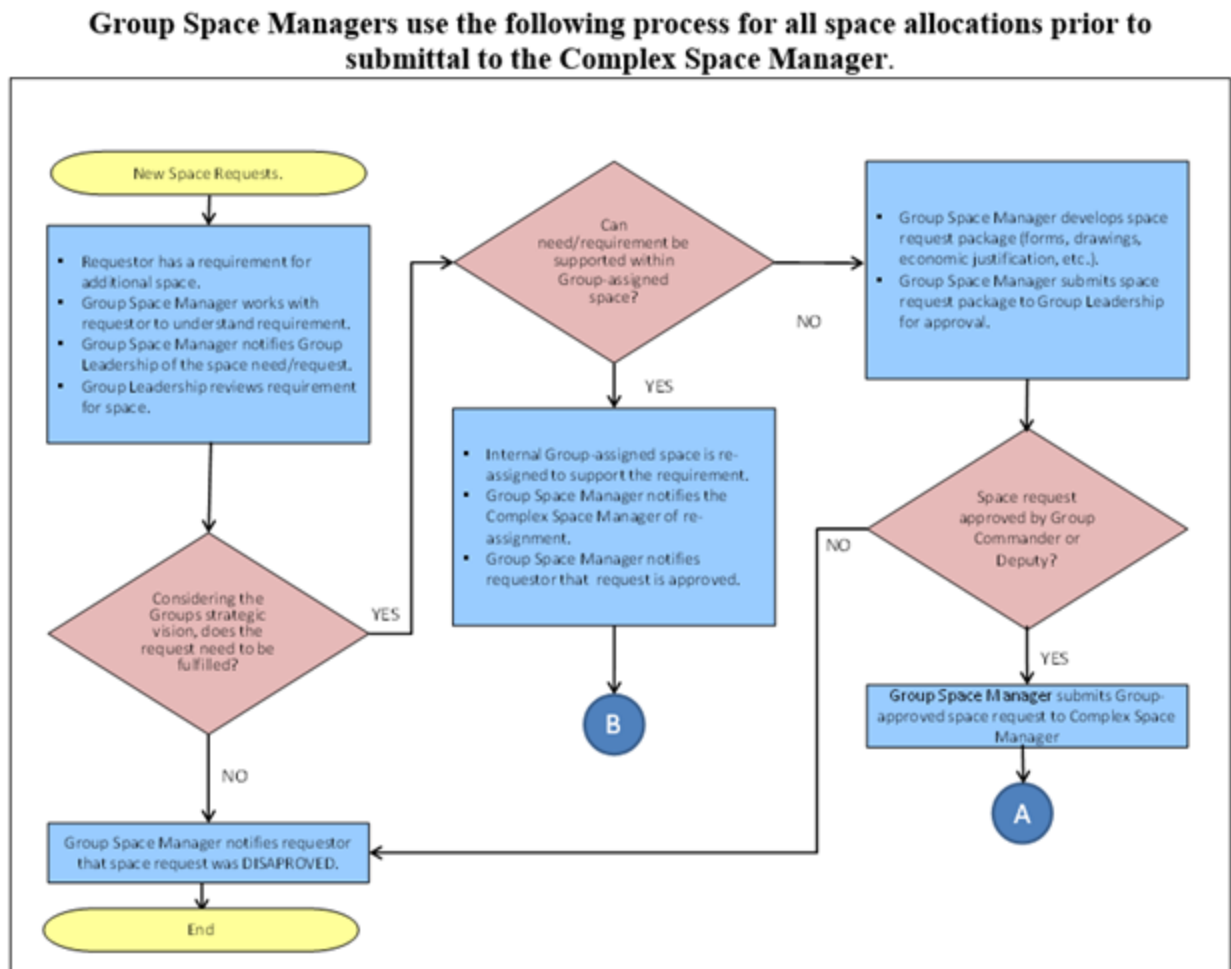 Group Space Managers use the following process for all space allocations prior to
submittal to the Complex Space Manager.
New Space Requests.
▪ Requestor has a requirement for
additional space.
▪ Group Space Manager works with
requestor to understand requirement.
▪ Group Space Manager notifies Group
Leadership of the space need/request.
▪ Group Leadership reviews requirement
for space.
Considering the
Groups strategic
vision, does the
request need to be
fulfilled?
YES
NO
Group Space Manager notifies requestor
that space request was DISAPROVED.
End
Can
need/requirement be
supported within
Group-assigned
space?
NO
YES
▪ Internal Group-assigned space is re-
assigned to support the requirement.
▪ Group Space Manager notifies the
Complex Space Manager of re-
assignment.
▪ Group Space Manager notifies
requestor that request is approved.
B
▪ Group Space Manager develops space
request package (forms, drawings,
economic justification, etc.).
▪ Group Space Manager submits space
request package to Group Leadership
for approval.
Space request
approved by Group
Commander or
Deputy?
NO
YES
Group Space Manager submits Group-
approved space request to Complex Space
Manager
A